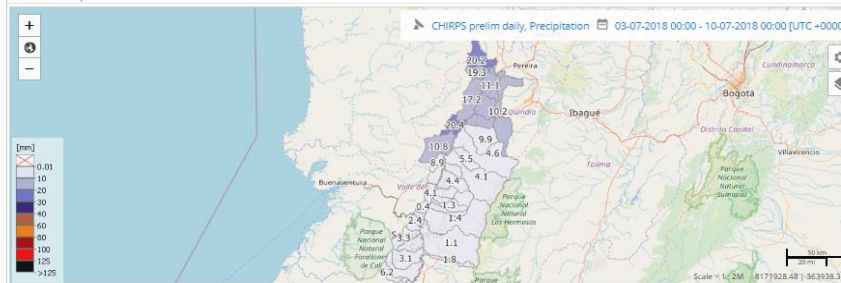 CHIRPS prelim daily, Precipitation 03-07-2018 00:00 - 10-07-2018 00:00 [UTC +0000
+
−
20.2
19.3
Pereira
11.1
17.2
10.2
Quindío
Ibagué
Cundinamarca
Bogotá
Distrito Capital
Villavicencio
20.4
9.9
10.8
4.6
5.5
8.9
4.1
4.4
Tolima
Buenaventura
Valle del
4.1
Parque
Nacional
Natural
Sumapaz
0.4
1.3
Parque
Nacional
Natural
Las Hermosas
2.4
1.4
Parque
Nacional
Natural
Farallones
de Cali
3.3
1.1
3.1
1.8
6.2
[mm]
0.01
10
20
30
40
60
80
100
125
>125
50 km
20 mi
Scale = 1 : 2M 8171928.48 | 363938.3